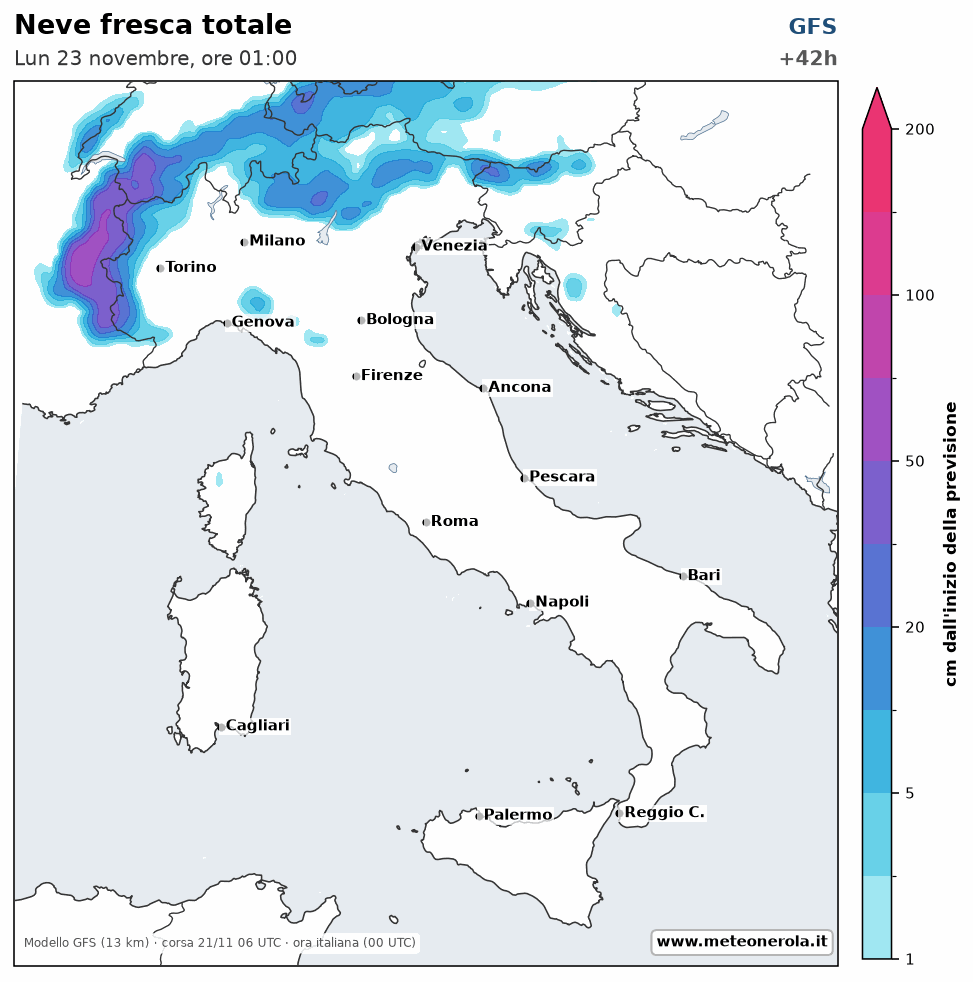 Neve fresca totale
GFS
Lun 23 novembre, ore 01:00
+42h
Milano
Venezia
Torino
Genova
Bologna
Firenze
Ancona
Pescara
Roma
Bari
Napoli
Cagliari
Palermo
Reggio C.
Modello GFS (13 km) · corsa 21/11 06 UTC · ora italiana (00 UTC)
www.meteonerola.it
200
100
50
20
5
1
cm dall'inizio della previsione